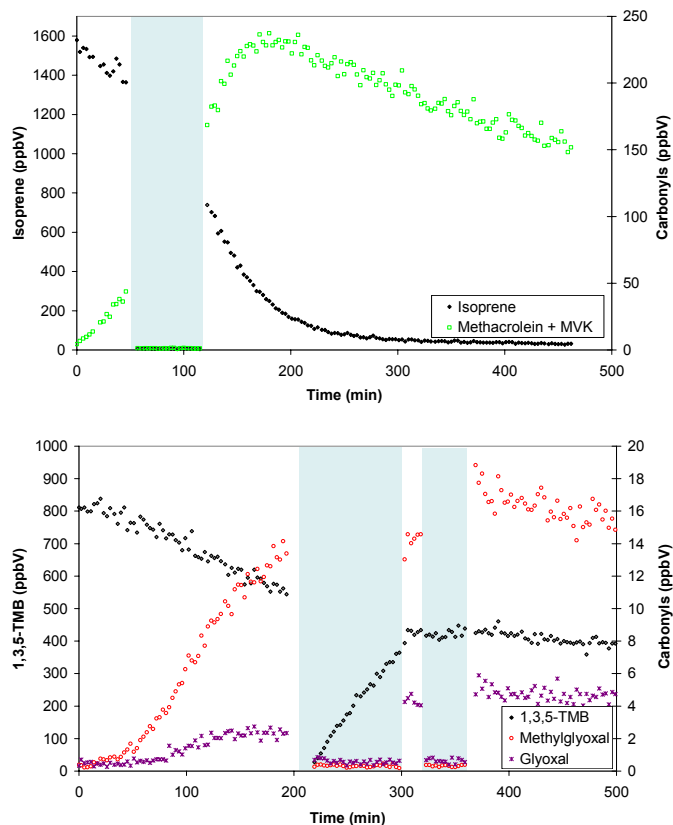 1600
1400
1200
1000
800
600
400
200
0
Isoprene (ppbV)
250
200
150
100
50
0
Carbonyls (ppbV)
Isoprene
Methacrolein + MVK
0 100 200 300 400 500
Time (min)
1000
900
800
700
600
500
400
300
200
100
0
1,3,5-TMB (ppbV)
20
18
16
14
12
10
8
6
4
2
0
Carbonyls (ppbV)
1,3,5-TMB
Methylglyoxal
Glyoxal
0 100 200 300 400 500
Time (min)